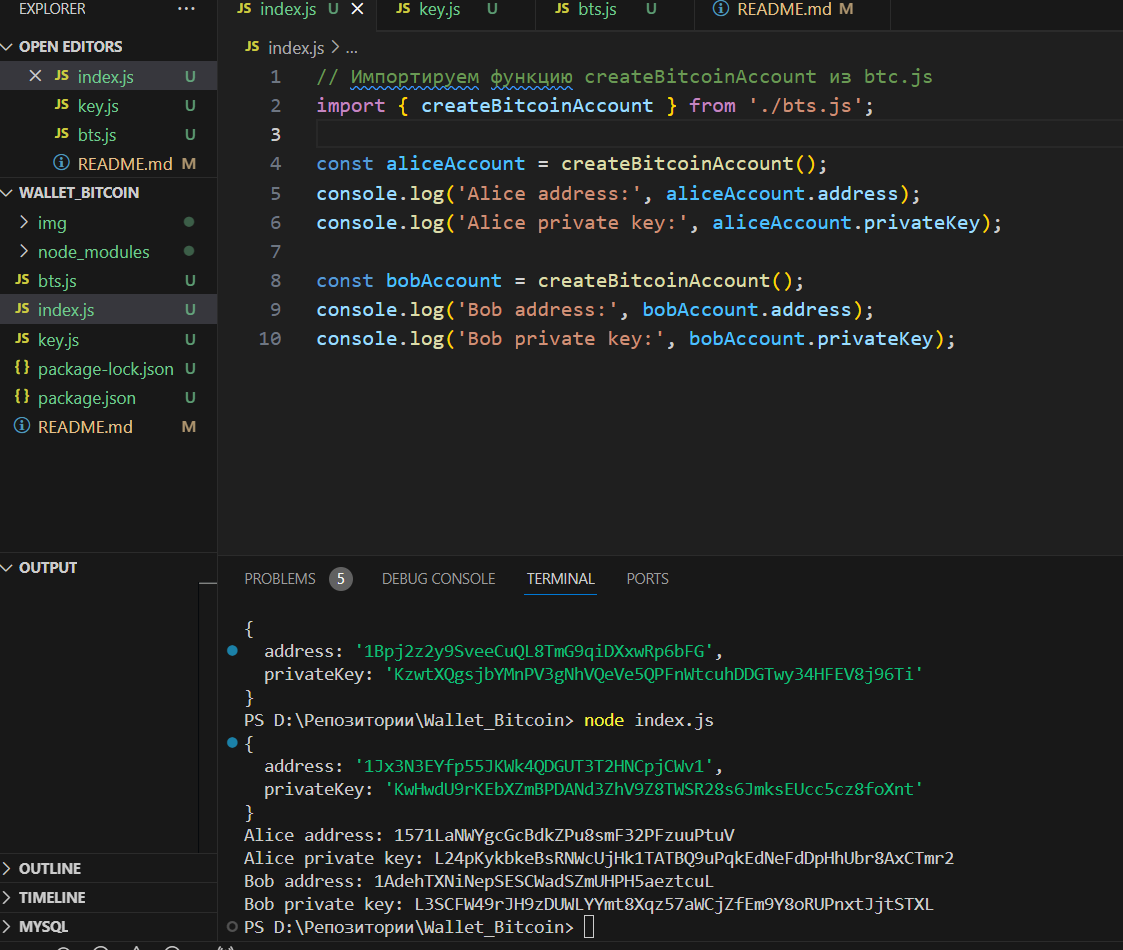 EXPLORER ...
OPEN EDITORS
JS index.js U
JS key.js U
JS bts.js U
README.md M
WALLET_BITCOIN
img
node_modules
JS bts.js U
JS index.js U
JS key.js U
{} package-lock.json U
{} package.json U
README.md M
OUTPUT
OUTLINE
TIMELINE
MYSQL
JS index.js U JS key.js U JS bts.js U README.md M
JS index.js > ...
1 // Импортируем функцию createBitcoinAccount из btc.js
2 import { createBitcoinAccount } from './bts.js';
3
4 const aliceAccount = createBitcoinAccount();
5 console.log('Alice address:', aliceAccount.address);
6 console.log('Alice private key:', aliceAccount.privateKey);
7
8 const bobAccount = createBitcoinAccount();
9 console.log('Bob address:', bobAccount.address);
10 console.log('Bob private key:', bobAccount.privateKey);
PROBLEMS 5 DEBUG CONSOLE TERMINAL PORTS
{
address: '1Bpj2z2y9SveeCuQL8TmG9qiDXxwRp6bFG',
privateKey: 'KzwtXQgsjbYMnPV3gNhVQeVe5QPFnWtcuhDDGTwy34HFEV8j96Ti'
}
PS D:\Репозитории\Wallet_Bitcoin> node index.js
{
address: '1Jx3N3EYfp55JKWk4QDGUT3T2HNCpjCWv1',
privateKey: 'KwHwdU9rKEbXZmBPDANd3ZhV9Z8TWSR28s6JmksEUcc5cz8foXnt'
}
Alice address: 1571LaNWYgcGcBdkZPu8smF32PFzuuPtuV
Alice private key: L24pKykbkeBsRNWcUjHk1TATBQ9uPqkEdNeFdDpHhUbr8AxCTmr2
Bob address: 1AdehTXNiNepSESCWadSZmUHPH5aeztcuL
Bob private key: L3SCFW49rJH9zDUWLYYmt8Xqz57aWCjZfEm9Y8oRUPnxtJjtSTXL
PS D:\Репозитории\Wallet_Bitcoin>